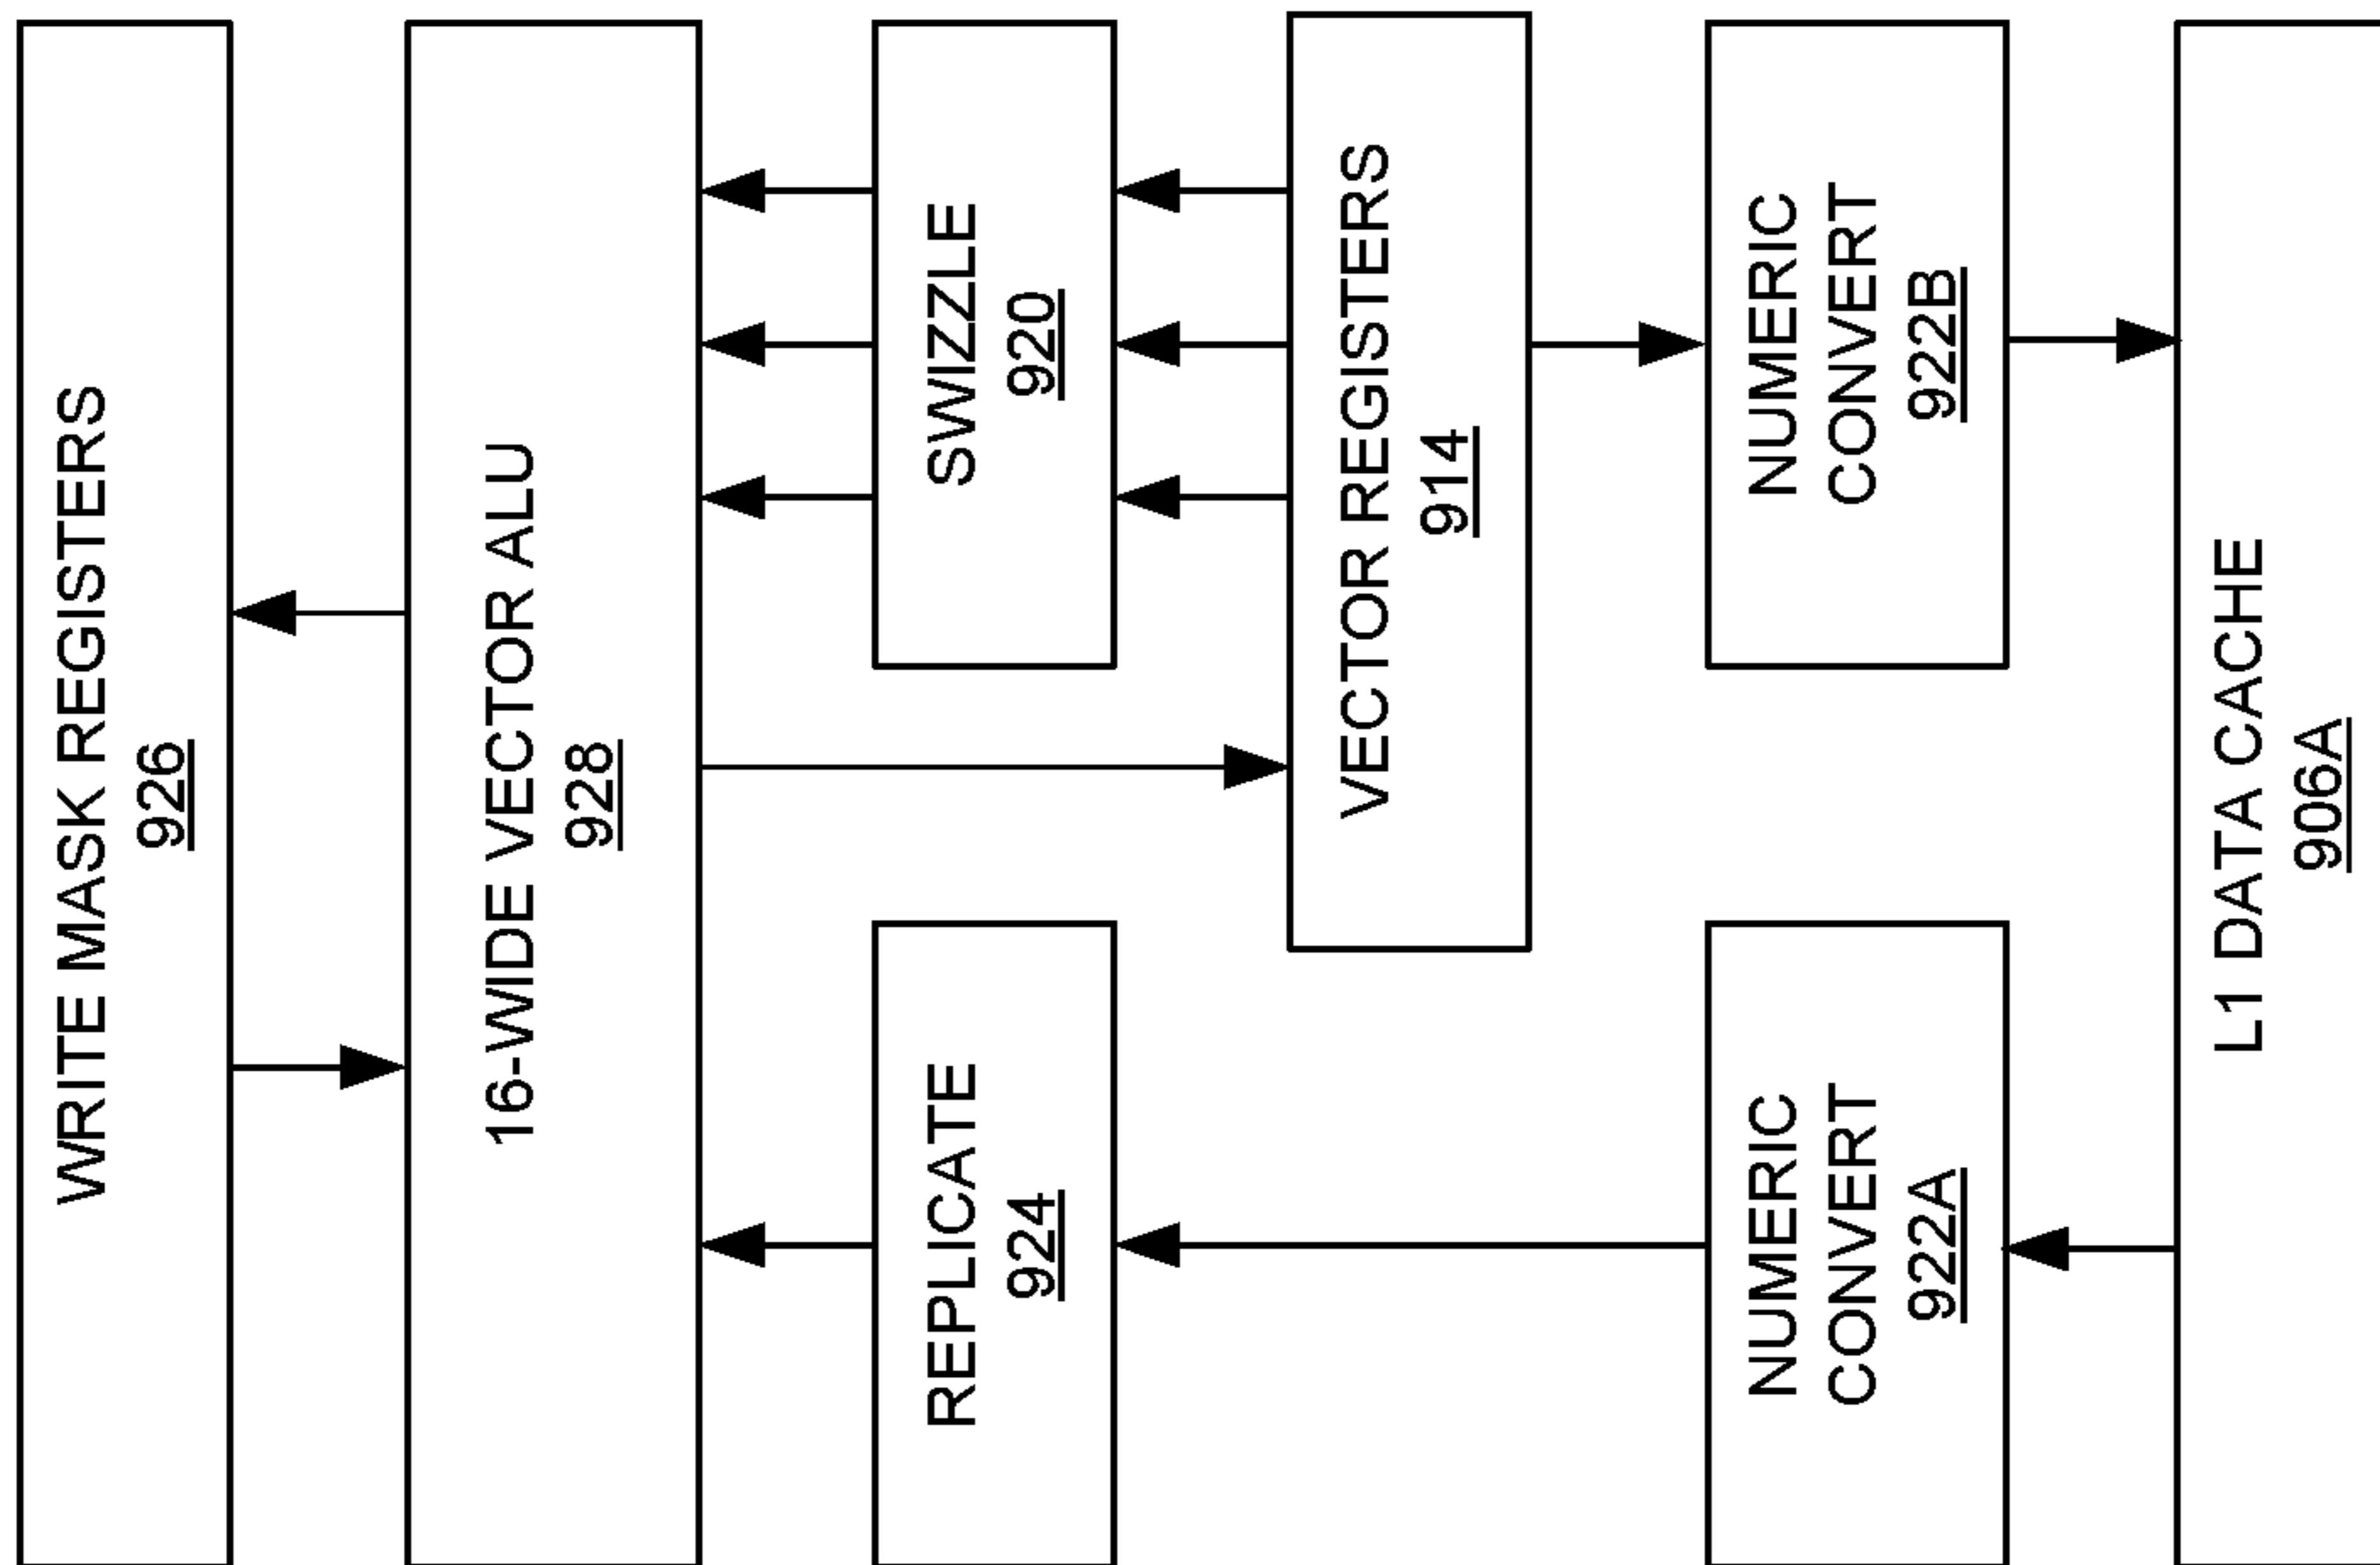 WRITE MASK REGISTERS
926
16-WIDE VECTOR ALU
928
REPLICATE
924
SWIZZLE
920
VECTOR REGISTERS
914
NUMERIC
CONVERT
922A
NUMERIC
CONVERT
922B
L1 DATA CACHE
906A